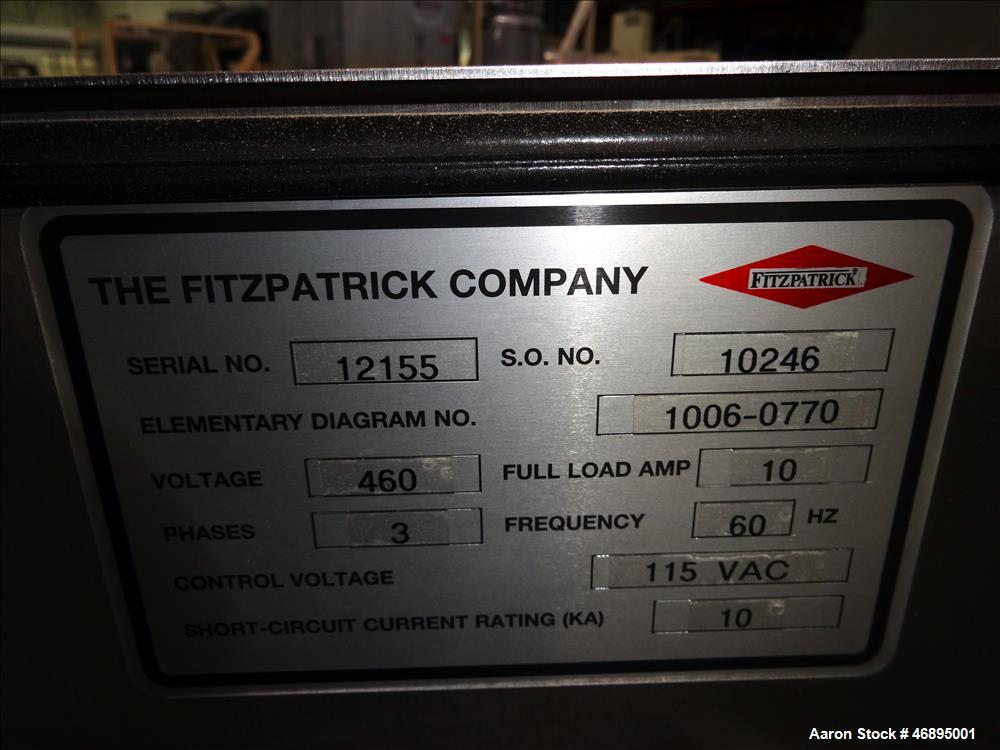 THE FITZPATRICK COMPANY
FITZPATRICK
SERIAL NO. 12155 S.O. NO. 10246
ELEMENTARY DIAGRAM NO. 1006-0770
VOLTAGE 460 FULL LOAD AMP 10
PHASES 3 FREQUENCY 60 HZ
CONTROL VOLTAGE 115 VAC
SHORT-CIRCUIT CURRENT RATING (KA) 10
Aaron Stock # 46895001